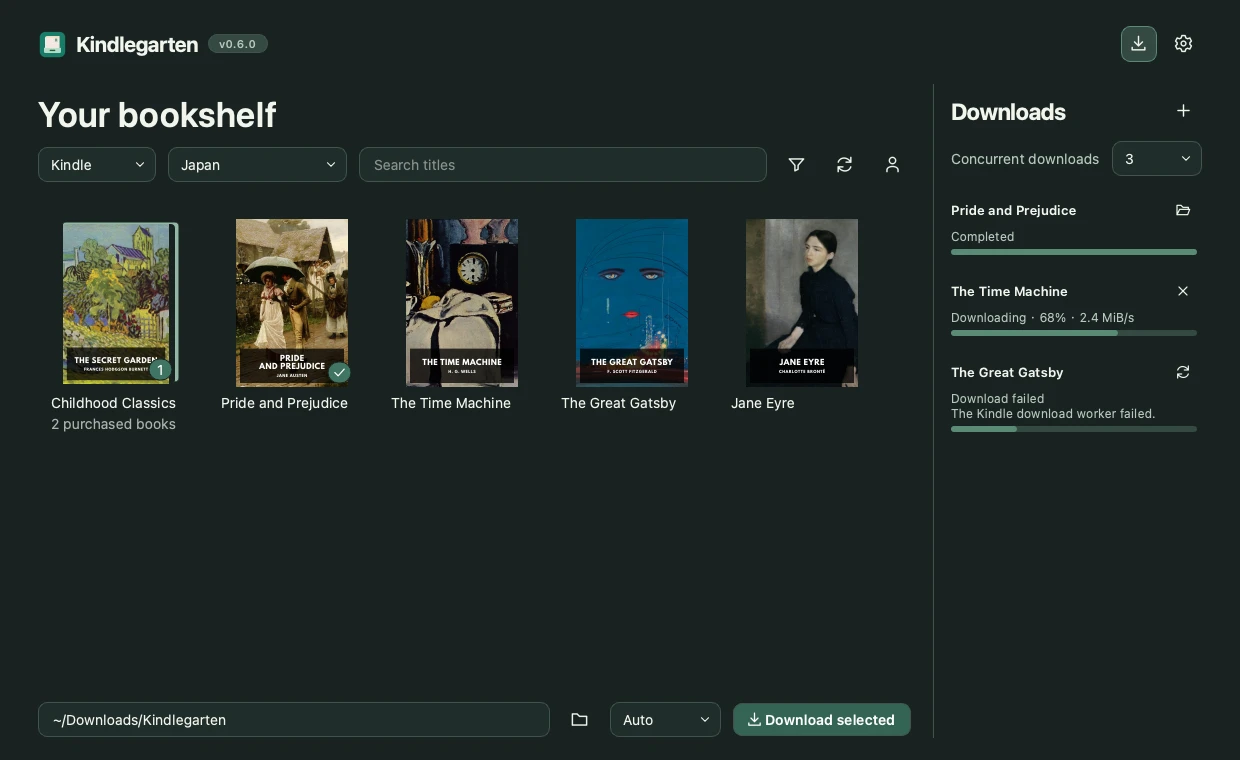 Kindlegarten
v0.6.0
Your bookshelf
Kindle
Japan
Search titles
THE SECRET GARDEN
FRANCES HODGSON BURNETT
1
Childhood Classics
2 purchased books
PRIDE
AND PREJUDICE
JANE AUSTEN
Pride and Prejudice
THE TIME MACHINE
H. G. WELLS
The Time Machine
THE GREAT GATSBY
F. SCOTT FITZGERALD
The Great Gatsby
JANE EYRE
CHARLOTTE BRONTË
Jane Eyre
~/Downloads/Kindlegarten
Auto
Download selected
Downloads
Concurrent downloads
3
Pride and Prejudice
Completed
The Time Machine
Downloading · 68% · 2.4 MiB/s
The Great Gatsby
Download failed
The Kindle download worker failed.